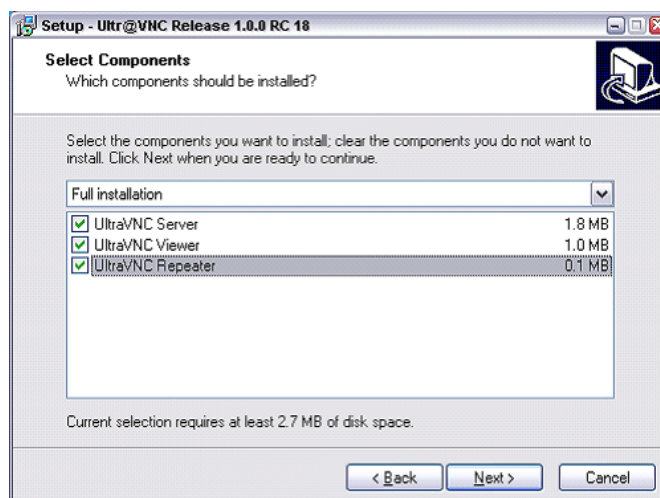 Setup - Ultr@VNC Release 1.0.0 RC 18
Select Components
Which components should be installed?
Select the components you want to install; clear the components you do not want to
install. Click Next when you are ready to continue.
Full installation
UltraVNC Server 1.8 MB
UltraVNC Viewer 1.0 MB
UltraVNC Repeater 0.1 MB
Current selection requires at least 2.7 MB of disk space.
< Back Next > Cancel